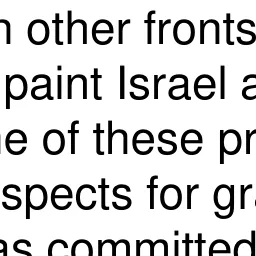 n other fronts
paint Israel a
ne of these pr
spects for gra
as committed